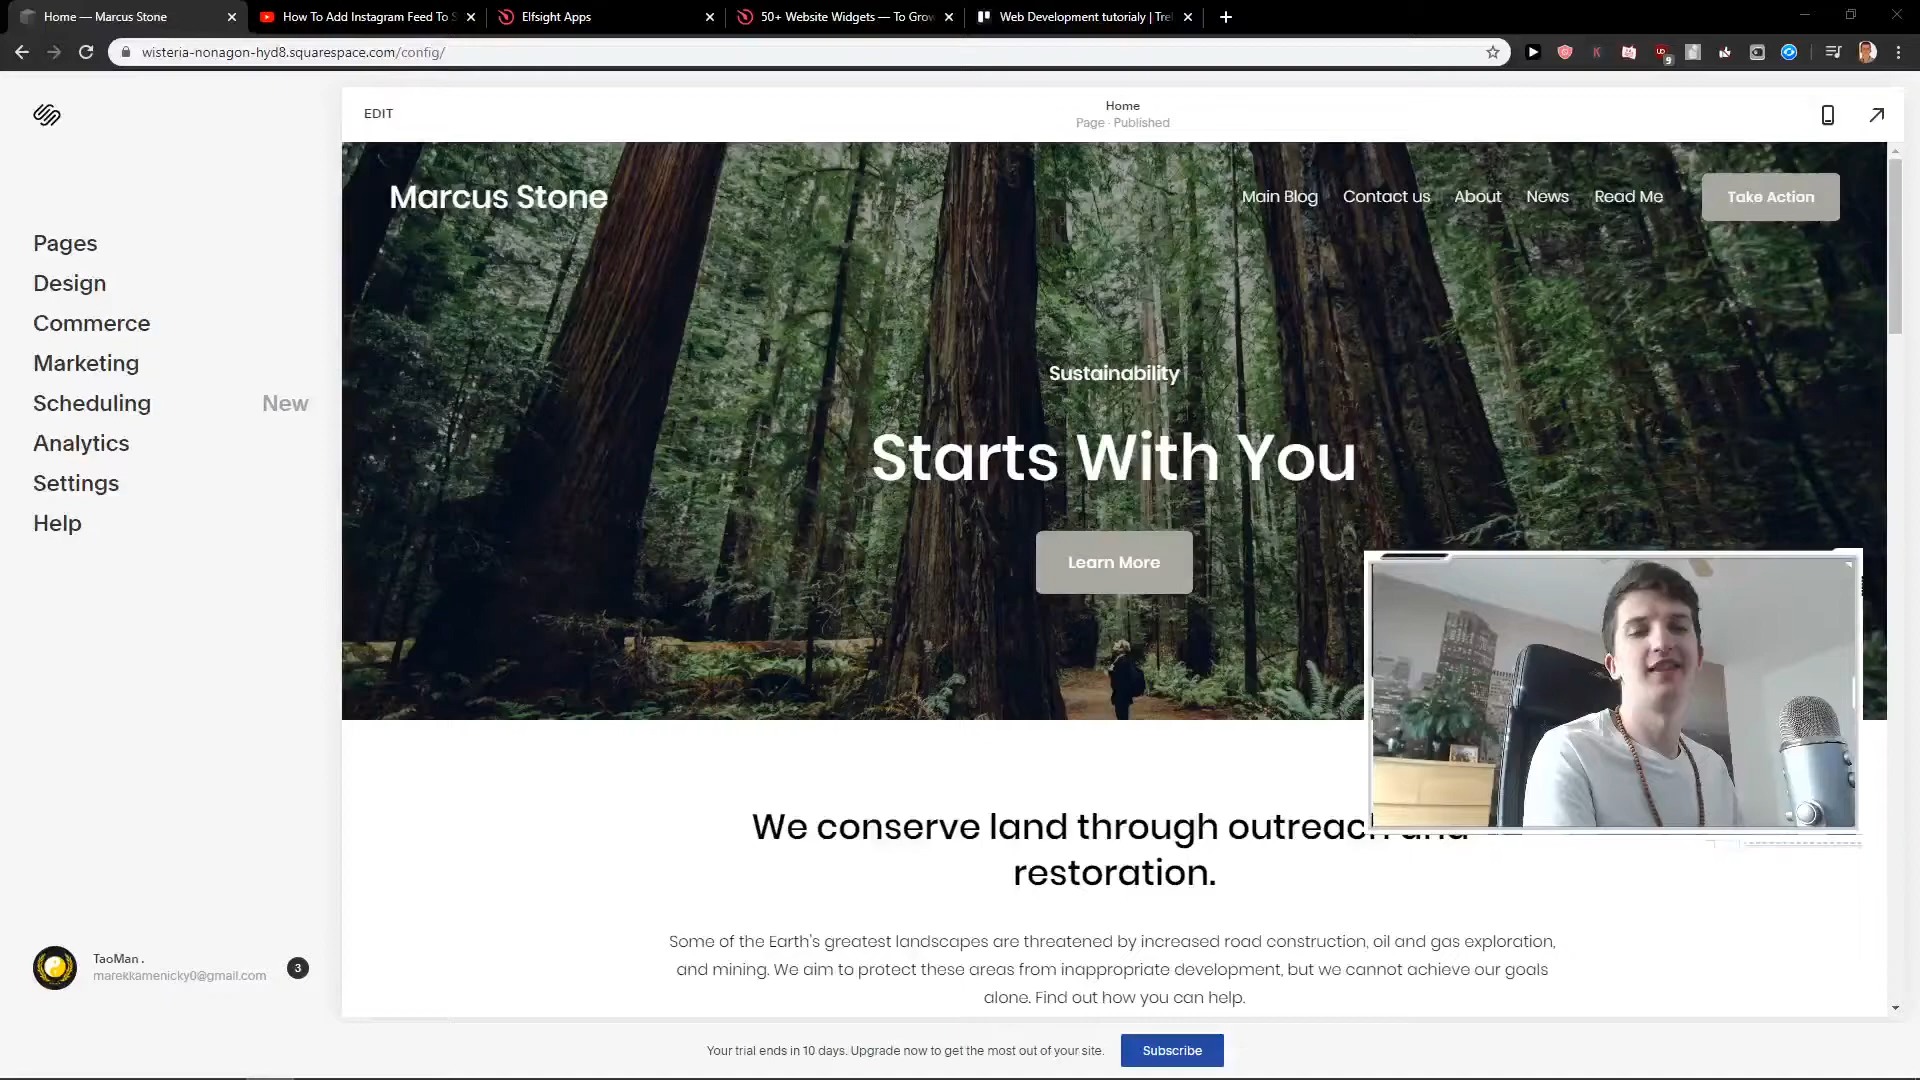 Home — Marcus Stone
How To Add Instagram Feed To S
Elfsight Apps
50+ Website Widgets — To Grow
Web Development tutorialy | Trel
wisteria-nonagon-hyd8.squarespace.com/config/
9
EDIT
Home
Page · Published
Marcus Stone
Main Blog
Contact us
About
News
Read Me
Take Action
Pages
Design
Commerce
Marketing
Scheduling
New
Analytics
Settings
Help
Sustainability
Starts With You
Learn More
We conserve land through outreach and
restoration.
Some of the Earth's greatest landscapes are threatened by increased road construction, oil and gas exploration,
and mining. We aim to protect these areas from inappropriate development, but we cannot achieve our goals
alone. Find out how you can help.
TaoMan .
marekkamenicky0@gmail.com
3
Your trial ends in 10 days. Upgrade now to get the most out of your site.
Subscribe